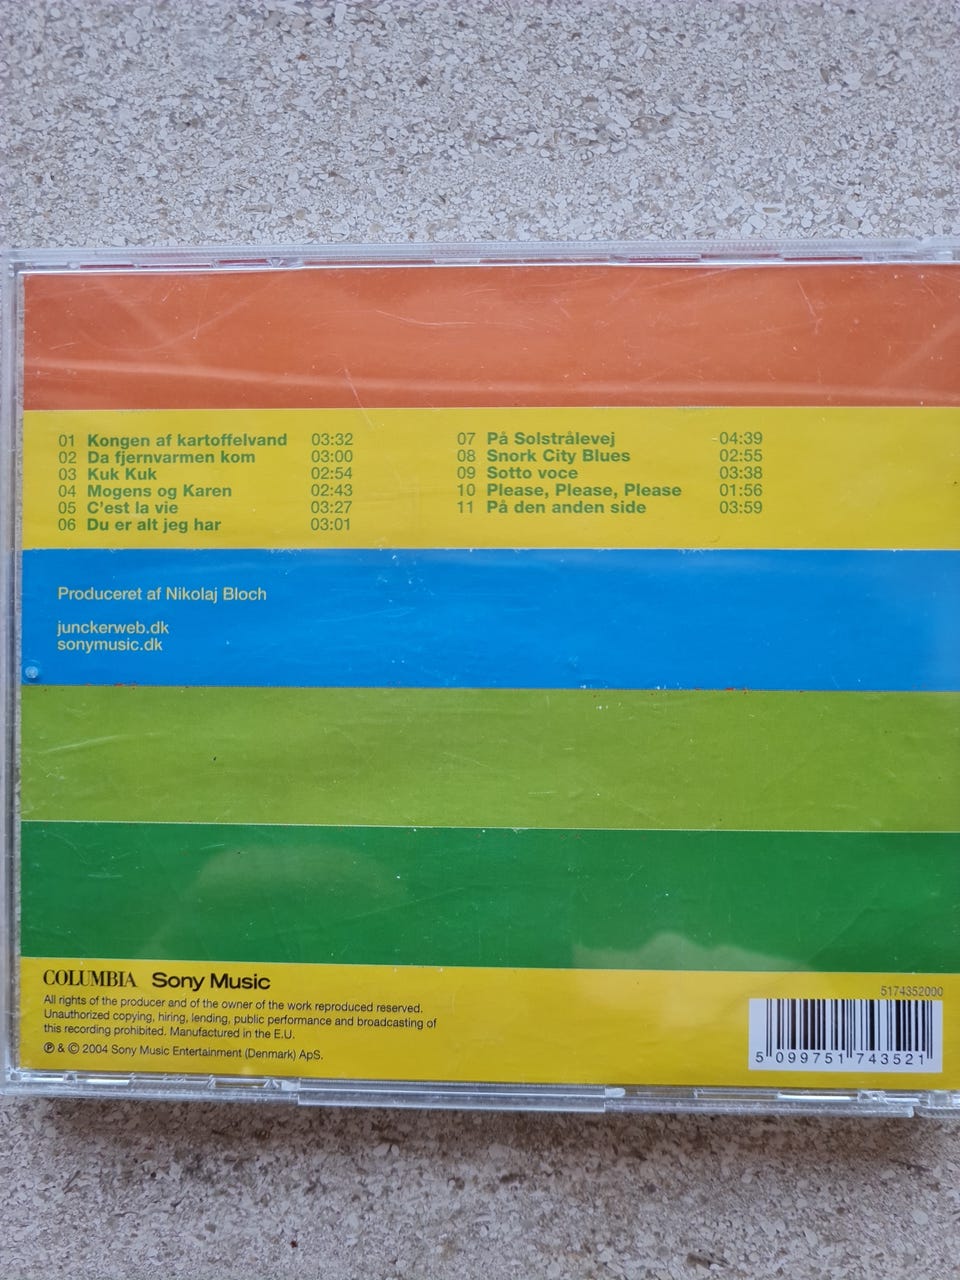 01 Kongen af kartoffelvand 03:32
02 Da fjernvarmen kom 03:00
03 Kuk Kuk 02:54
04 Mogens og Karen 02:43
05 C'est la vie 03:27
06 Du er alt jeg har 03:01
07 På Solstrålevej 04:39
08 Snork City Blues 02:55
09 Sotto voce 03:38
10 Please, Please, Please 01:56
11 På den anden side 03:59
Produceret af Nikolaj Bloch
junckerweb.dk
sonymusic.dk
COLUMBIA Sony Music
All rights of the producer and of the owner of the work reproduced reserved.
Unauthorized copying, hiring, lending, public performance and broadcasting of
this recording prohibited. Manufactured in the E.U.
℗ & © 2004 Sony Music Entertainment (Denmark) ApS.
5174352000
5 099751 743521